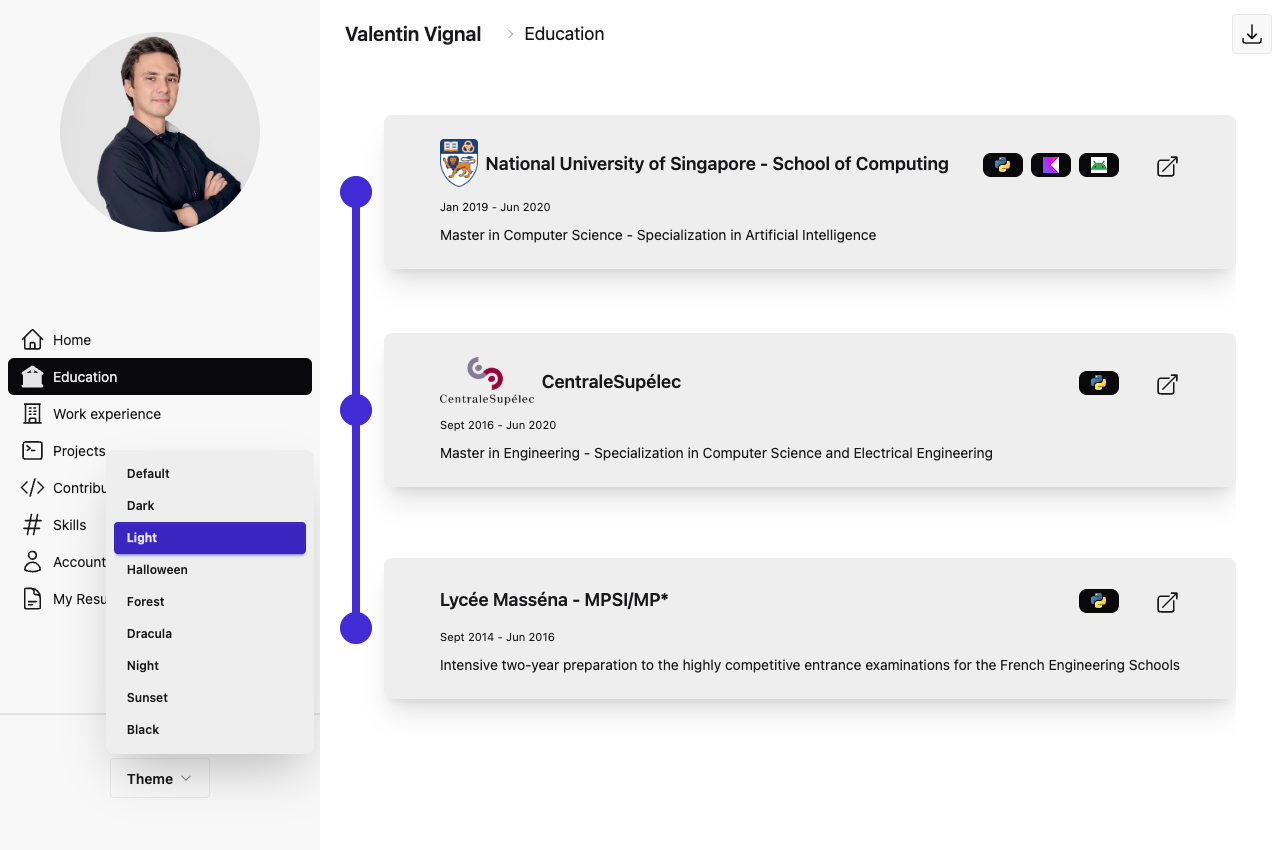 Valentin Vignal
Education
Home
Education
Work experience
Projects
Contribu
Skills
Account
My Resu
Default
Dark
Light
Halloween
Forest
Dracula
Night
Sunset
Black
Theme
National University of Singapore - School of Computing
Jan 2019 - Jun 2020
Master in Computer Science - Specialization in Artificial Intelligence
CentraleSupélec
CentraleSupélec
Sept 2016 - Jun 2020
Master in Engineering - Specialization in Computer Science and Electrical Engineering
Lycée Masséna - MPSI/MP*
Sept 2014 - Jun 2016
Intensive two-year preparation to the highly competitive entrance examinations for the French Engineering Schools